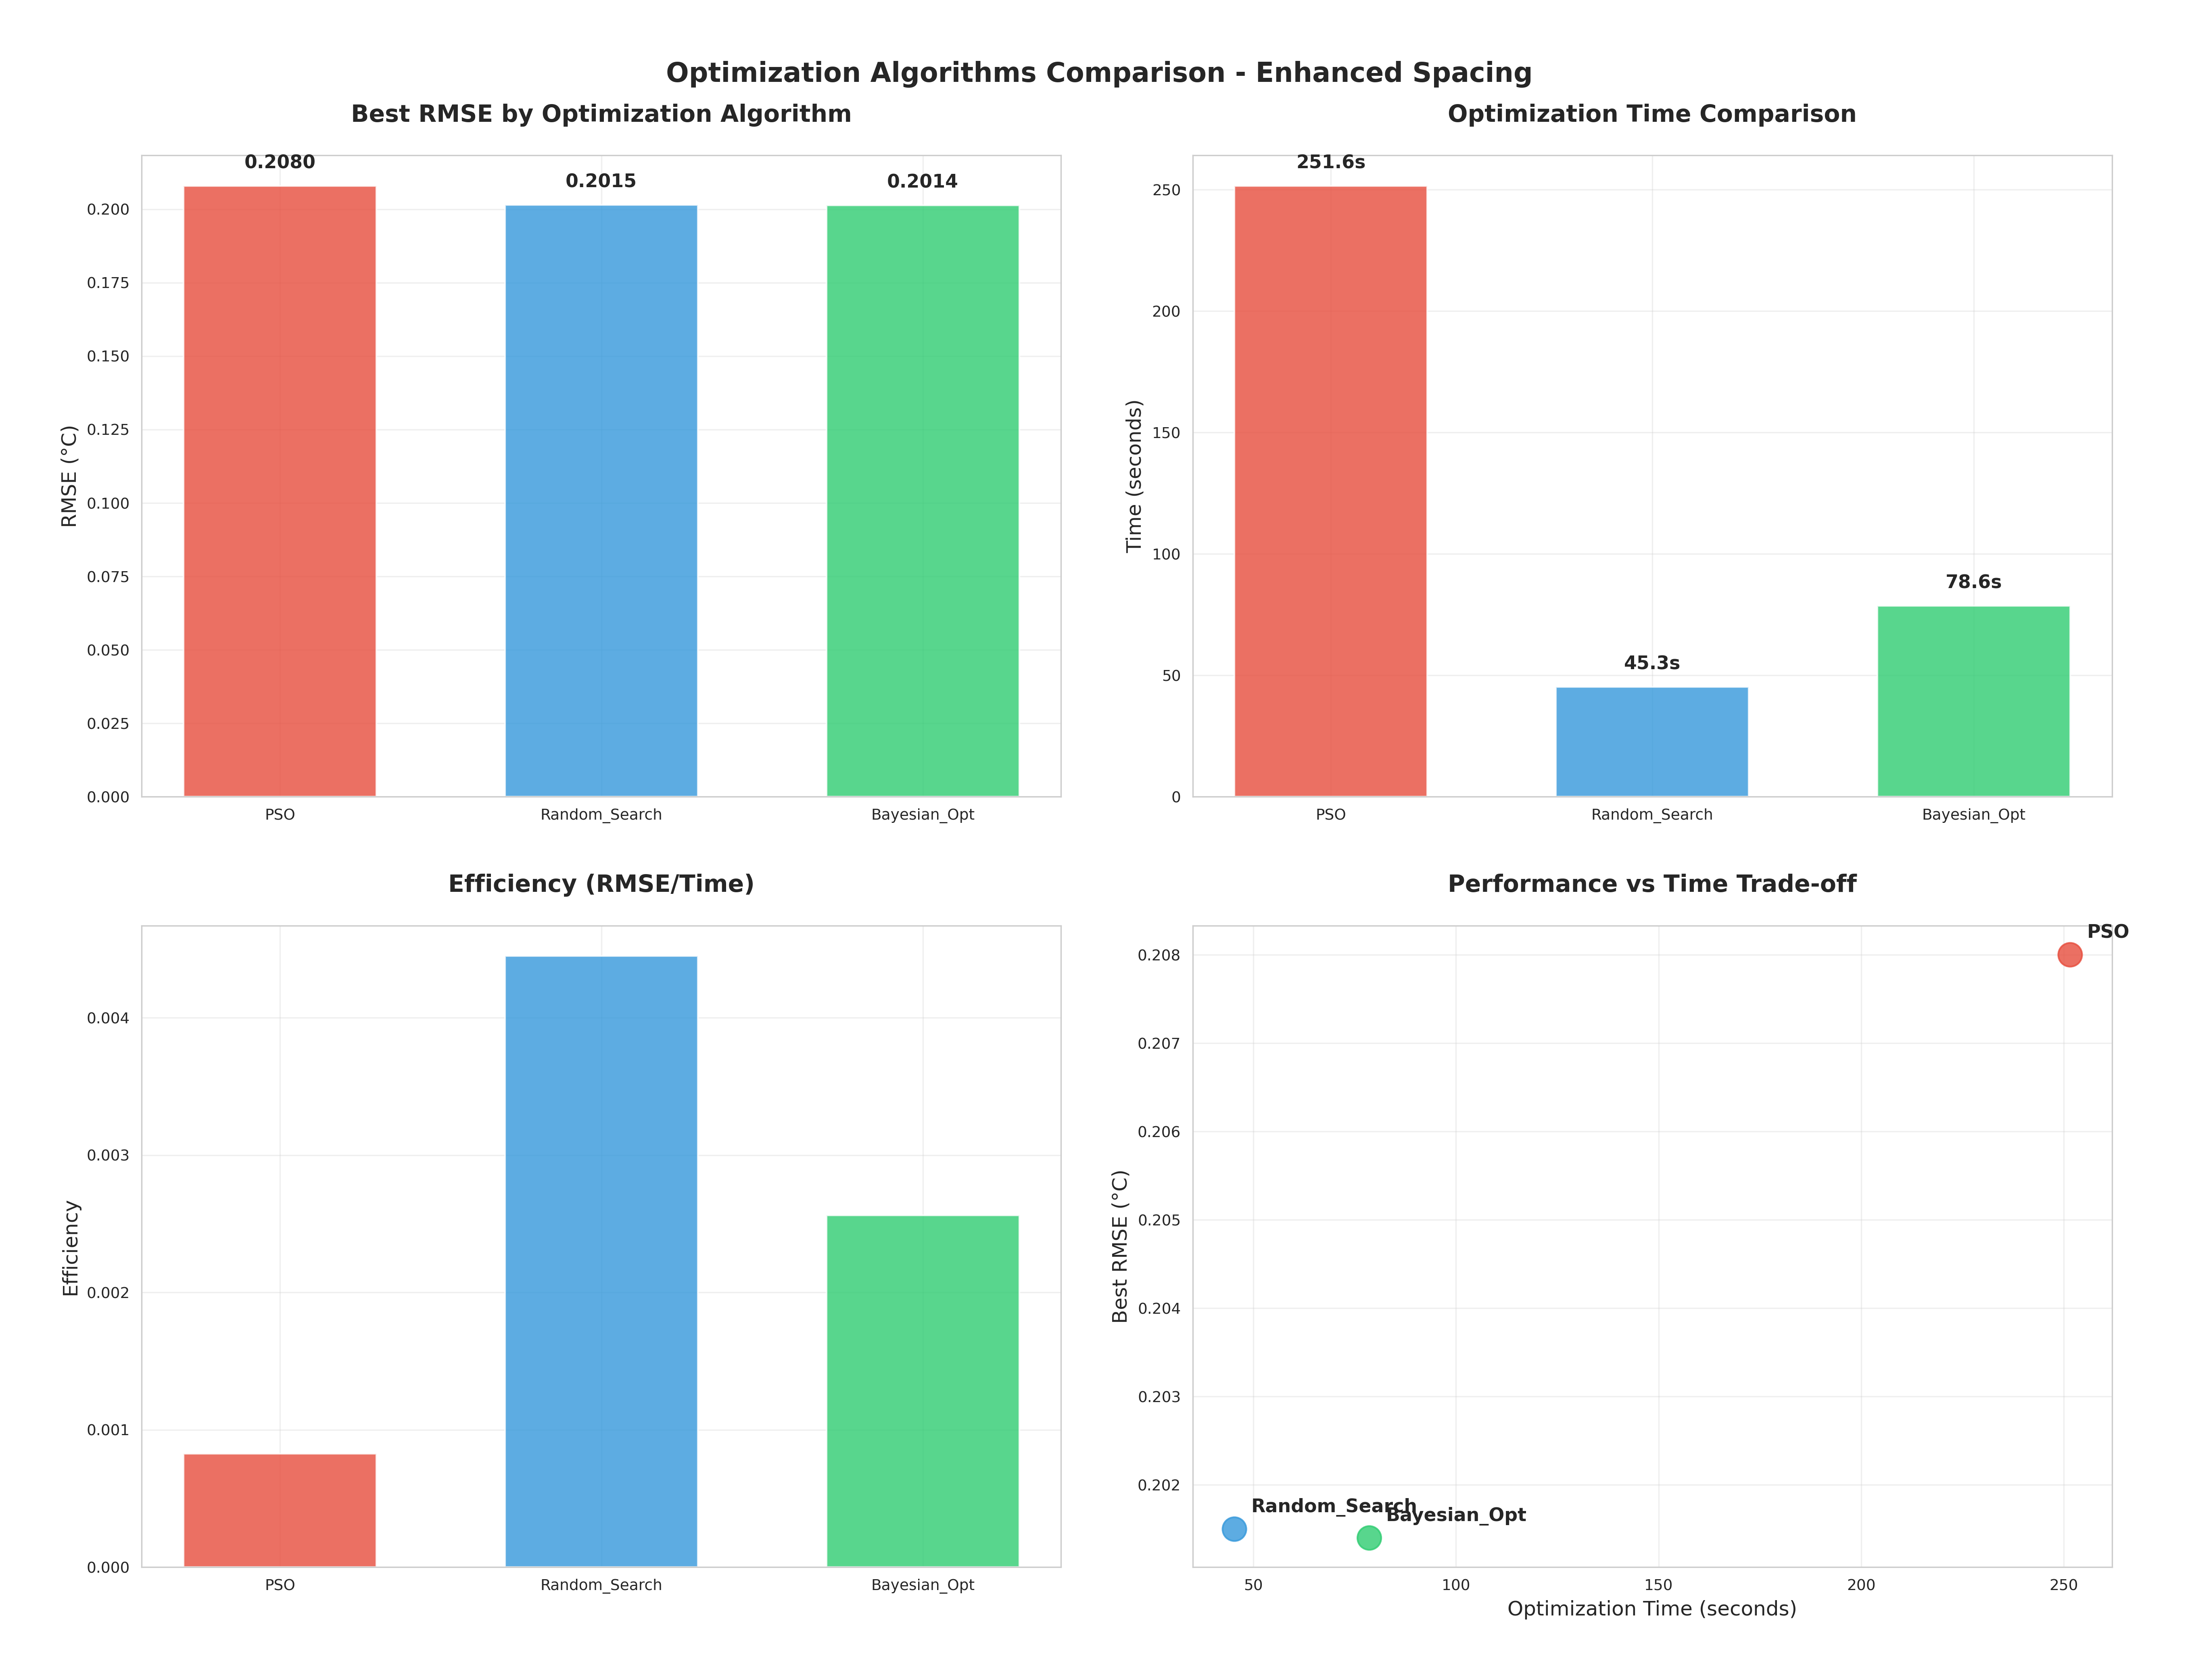 Optimization Algorithms Comparison - Enhanced Spacing
Best RMSE by Optimization Algorithm
0.2080
0.2015
0.2014
0.200
0.175
0.150
0.125
0.100
0.075
0.050
0.025
0.000
RMSE (°C)
PSO
Random_Search
Bayesian_Opt
Optimization Time Comparison
251.6s
45.3s
78.6s
250
200
150
100
50
0
Time (seconds)
PSO
Random_Search
Bayesian_Opt
Efficiency (RMSE/Time)
0.004
0.003
0.002
0.001
0.000
Efficiency
PSO
Random_Search
Bayesian_Opt
Performance vs Time Trade-off
PSO
Random_Search
Bayesian_Opt
0.208
0.207
0.206
0.205
0.204
0.203
0.202
Best RMSE (°C)
50
100
150
200
250
Optimization Time (seconds)